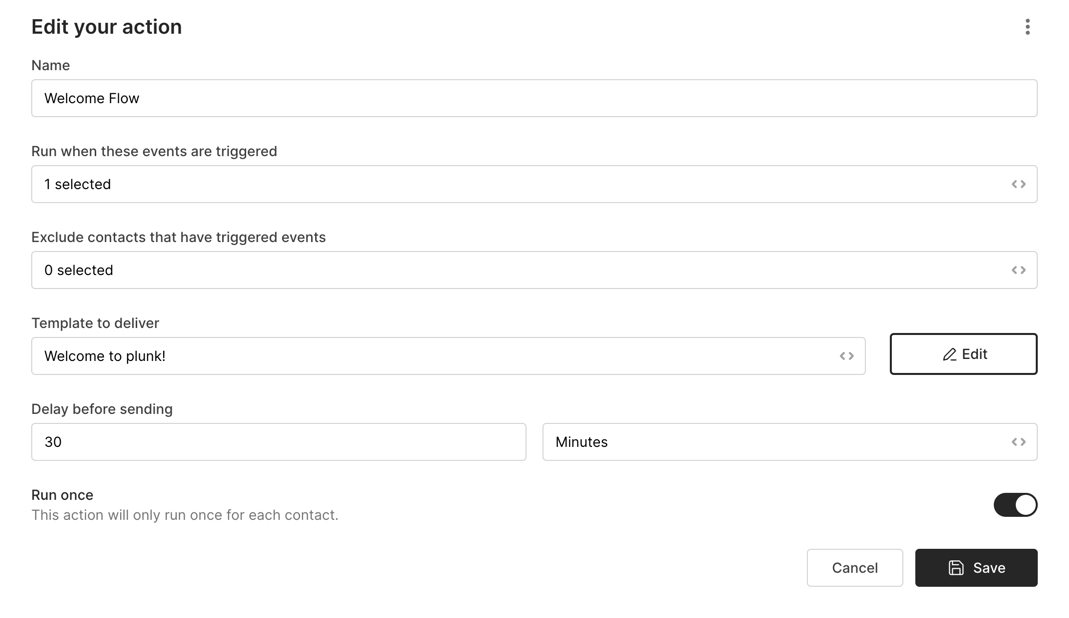 Edit your action
Name
Welcome Flow
Run when these events are triggered
1 selected
Exclude contacts that have triggered events
0 selected
Template to deliver
Welcome to plunk!
Edit
Delay before sending
30
Minutes
Run once
This action will only run once for each contact.
Cancel
Save